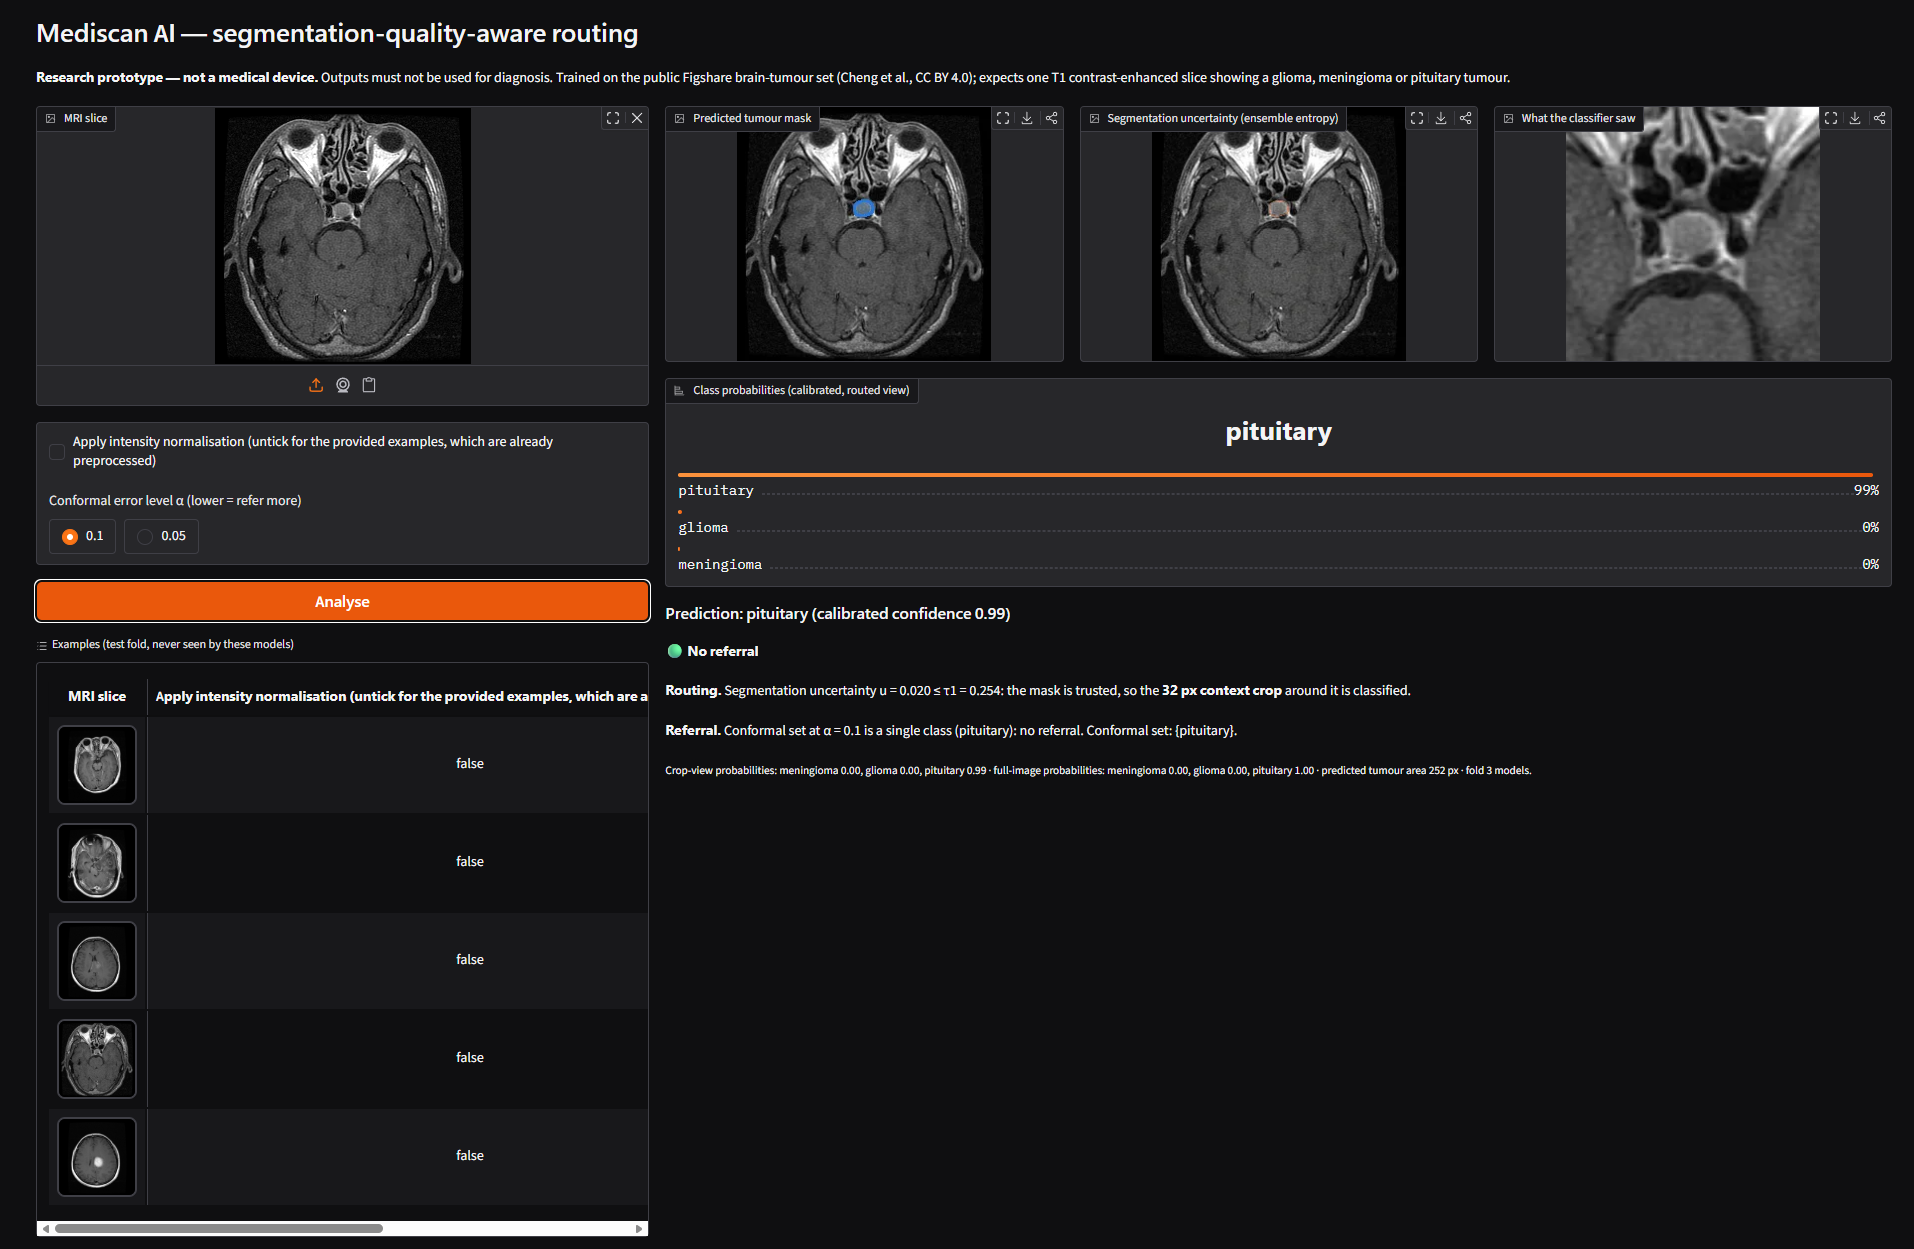 Mediscan AI — segmentation-quality-aware routing
Research prototype — not a medical device. Outputs must not be used for diagnosis. Trained on the public Figshare brain-tumour set (Cheng et al., CC BY 4.0); expects one T1 contrast-enhanced slice showing a glioma, meningioma or pituitary tumour.
MRI slice
Predicted tumour mask
Segmentation uncertainty (ensemble entropy)
What the classifier saw
Apply intensity normalisation (untick for the provided examples, which are already
preprocessed)
Conformal error level α (lower = refer more)
0.1
0.05
Analyse
Examples (test fold, never seen by these models)
MRI slice
Apply intensity normalisation (untick for the provided examples, which are a
false
false
false
false
false
Class probabilities (calibrated, routed view)
pituitary
pituitary 99%
glioma 0%
meningioma 0%
Prediction: pituitary (calibrated confidence 0.99)
No referral
Routing. Segmentation uncertainty u = 0.020 ≤ τ1 = 0.254: the mask is trusted, so the 32 px context crop around it is classified.
Referral. Conformal set at α = 0.1 is a single class (pituitary): no referral. Conformal set: {pituitary}.
Crop-view probabilities: meningioma 0.00, glioma 0.00, pituitary 0.99 · full-image probabilities: meningioma 0.00, glioma 0.00, pituitary 1.00 · predicted tumour area 252 px · fold 3 models.